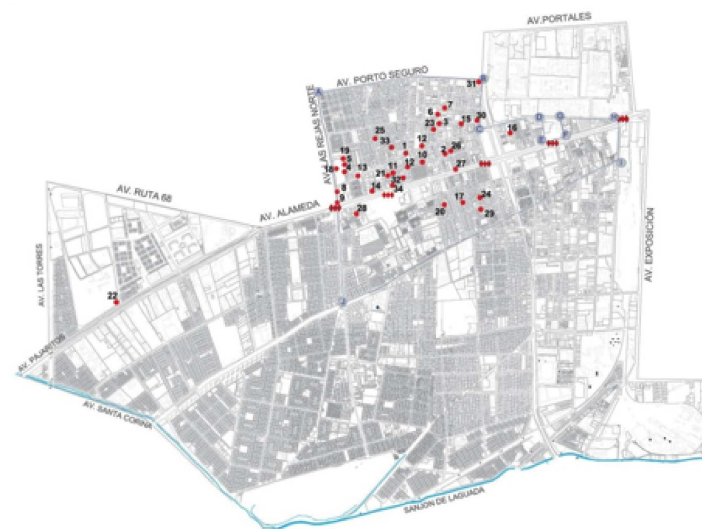 AV.PORTALES
AV. PORTO SEGURO
31
B
A
AV. LAS REJAS NORTE
7
6
3
23
15
30
C
16
D
G
H
E
F
I
25
33
1
12
2
26
10
27
19
5
18
4
13
21
11
12
32
8
14
34
9
28
20
17
24
29
AV. RUTA 68
AV. ALAMEDA
AV. EXPOSICIÓN
AV. LAS TORRES
22
J
AV. PAJARITOS
AV. SANTA CORINA
SANJON DE LAGUADA